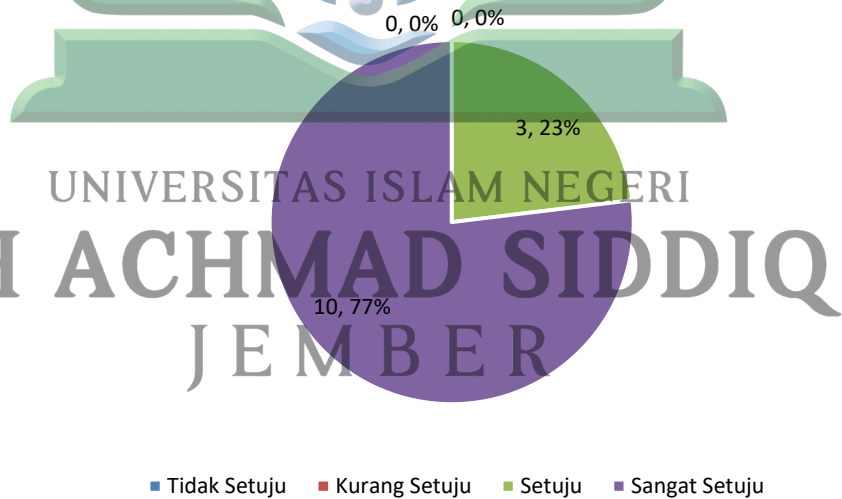 0, 0% 0, 0%
3, 23%
UNIVERSITAS ISLAM NEGERI
H ACHMAD SIDDIQ
10, 77%
JEMBER
Tidak Setuju Kurang Setuju Setuju Sangat Setuju